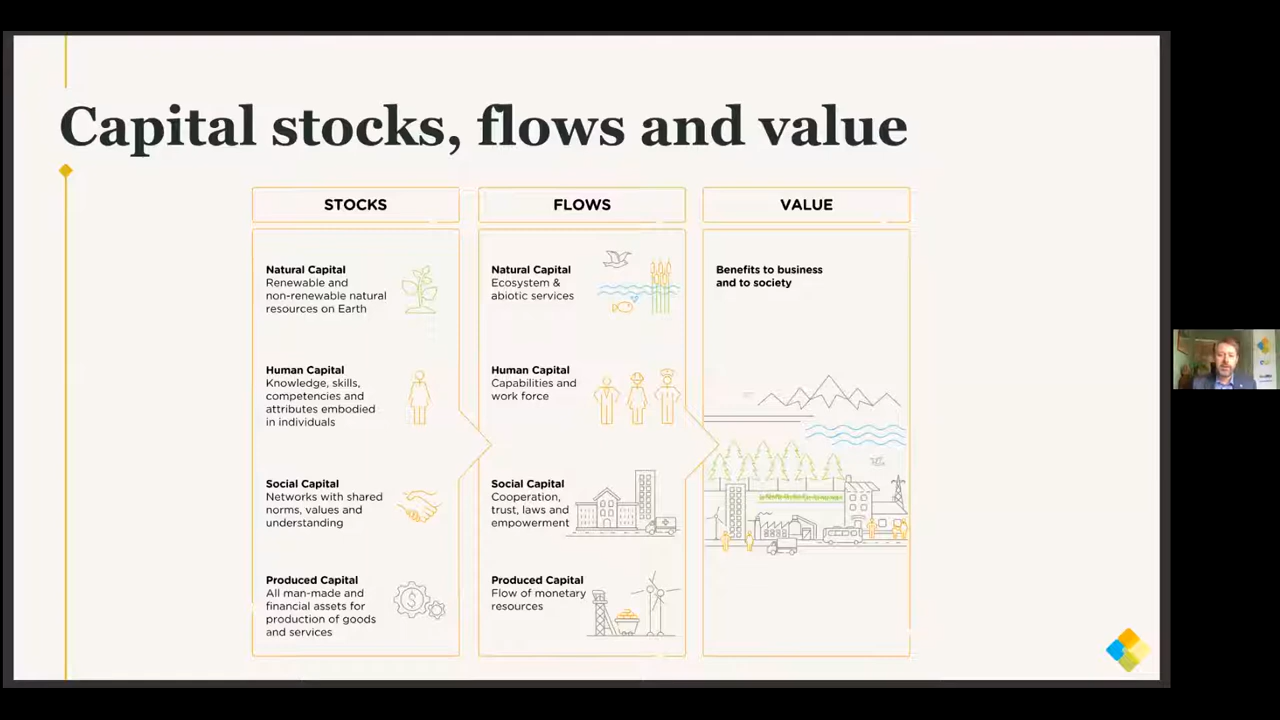 Capital stocks, flows and value
STOCKS
Natural Capital
Renewable and
non-renewable natural
resources on Earth
Human Capital
Knowledge, skills,
competencies and
attributes embodied
in individuals
Social Capital
Networks with shared
norms, values and
understanding
Produced Capital
All man-made and
financial assets for
production of goods
and services
$
FLOWS
Natural Capital
Ecosystem &
abiotic services
Human Capital
Capabilities and
work force
Social Capital
Cooperation,
trust, laws and
empowerment
Produced Capital
Flow of monetary
resources
VALUE
Benefits to business
and to society